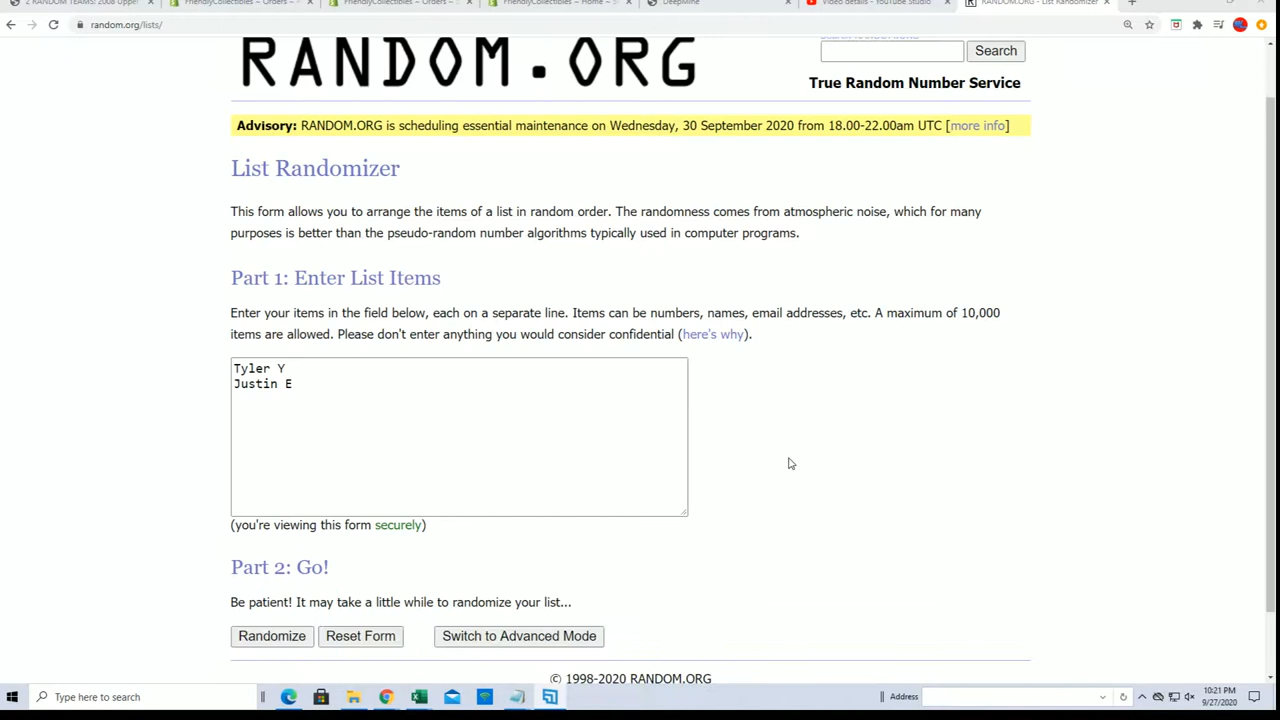 2 RANDOM TEAMS: 2008 Upper
FriendlyCollectibles ~ Orders ~
FriendlyCollectibles ~ Orders ~ S
FriendlyCollectibles ~ Home ~ S
DeepMine
Video details - YouTube Studio
RANDOM.ORG - List Randomizer
random.org/lists/
RANDOM.ORG
Search
True Random Number Service
Advisory: RANDOM.ORG is scheduling essential maintenance on Wednesday, 30 September 2020 from 18.00-22.00am UTC [more info]
List Randomizer
This form allows you to arrange the items of a list in random order. The randomness comes from atmospheric noise, which for many
purposes is better than the pseudo-random number algorithms typically used in computer programs.
Part 1: Enter List Items
Enter your items in the field below, each on a separate line. Items can be numbers, names, email addresses, etc. A maximum of 10,000
items are allowed. Please don't enter anything you would consider confidential (here's why).
Tyler Y
Justin E
(you're viewing this form securely)
Part 2: Go!
Be patient! It may take a little while to randomize your list...
Randomize Reset Form Switch to Advanced Mode
© 1998-2020 RANDOM.ORG
Type here to search
Address
10:21 PM
9/27/2020